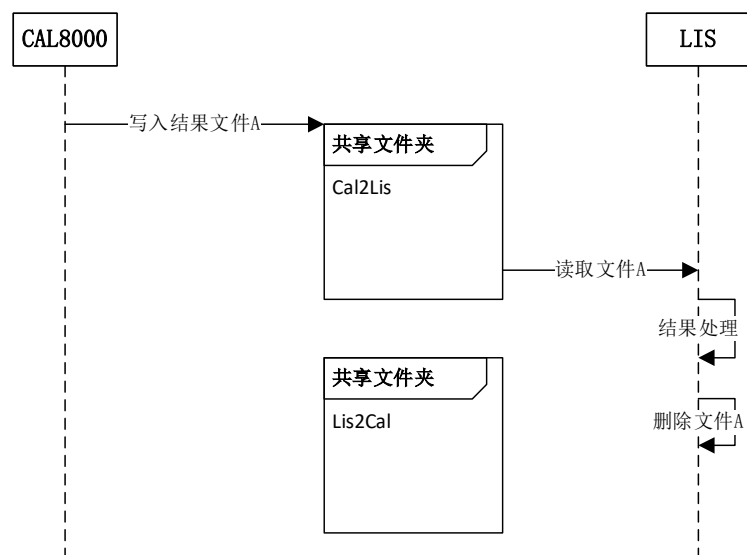 CAL8000
LIS
写入结果文件A
共享文件夹
Cal2Lis
读取文件A
结果处理
共享文件夹
Lis2Cal
删除文件A